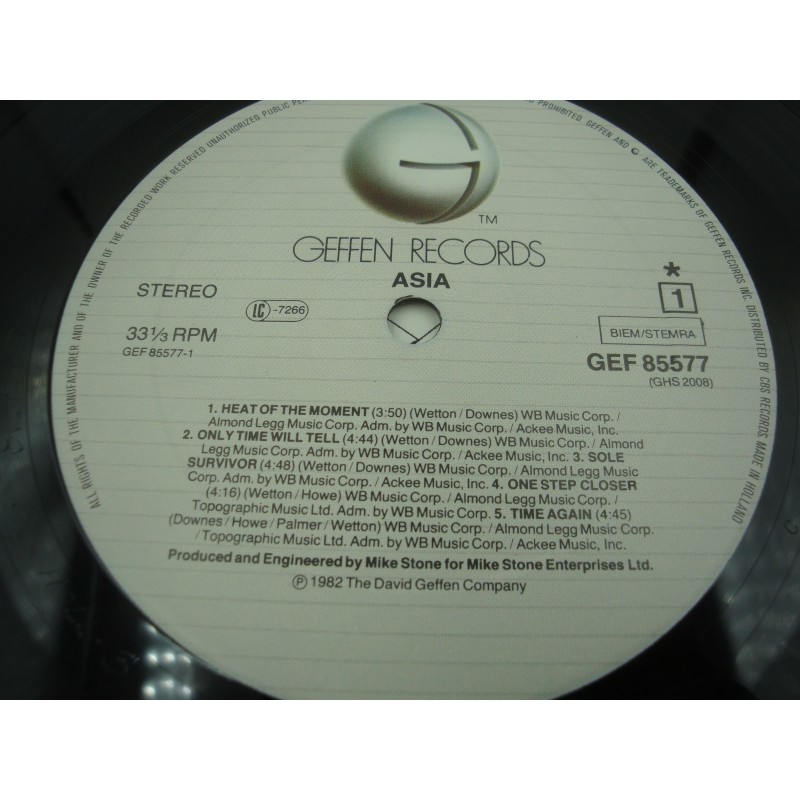 ALL RIGHTS OF THE MANUFACTURER AND OF THE OWNER OF THE RECORDED WORK RESERVED UNAUTHORIZED PUBLIC
PROHIBITED. GEFFEN AND G ARE TRADEMARKS OF GEFFEN RECORDS INC. DISTRIBUTED BY CBS RECORDS MADE IN HOLLAND
TM
GEFFEN RECORDS
ASIA
STEREO
LC-7266
*
1
33 1/3 RPM
BIEM/STEMRA
GEF 85577-1
GEF 85577
(GHS 2008)
1. HEAT OF THE MOMENT (3:50) (Wetton/Downes) WB Music Corp./
Almond Legg Music Corp. Adm. by WB Music Corp./Ackee Music, Inc.
2. ONLY TIME WILL TELL (4:44) (Wetton/Downes) WB Music Corp./Almond
Legg Music Corp. Adm. by WB Music Corp./Ackee Music, Inc. 3. SOLE
SURVIVOR (4:48) (Wetton/Downes) WB Music Corp./Almond Legg Music
Corp. Adm. by WB Music Corp./Ackee Music, Inc. 4. ONE STEP CLOSER
(4:16) (Wetton/Howe) WB Music Corp./Almond Legg Music Corp./
Topographic Music Ltd. Adm. by WB Music Corp. 5. TIME AGAIN (4:45)
(Downes/Howe/Palmer/Wetton) WB Music Corp./Almond Legg Music Corp.
/Topographic Music Ltd. Adm. by WB Music Corp./Ackee Music, Inc.
Produced and Engineered by Mike Stone for Mike Stone Enterprises Ltd.
℗ 1982 The David Geffen Company